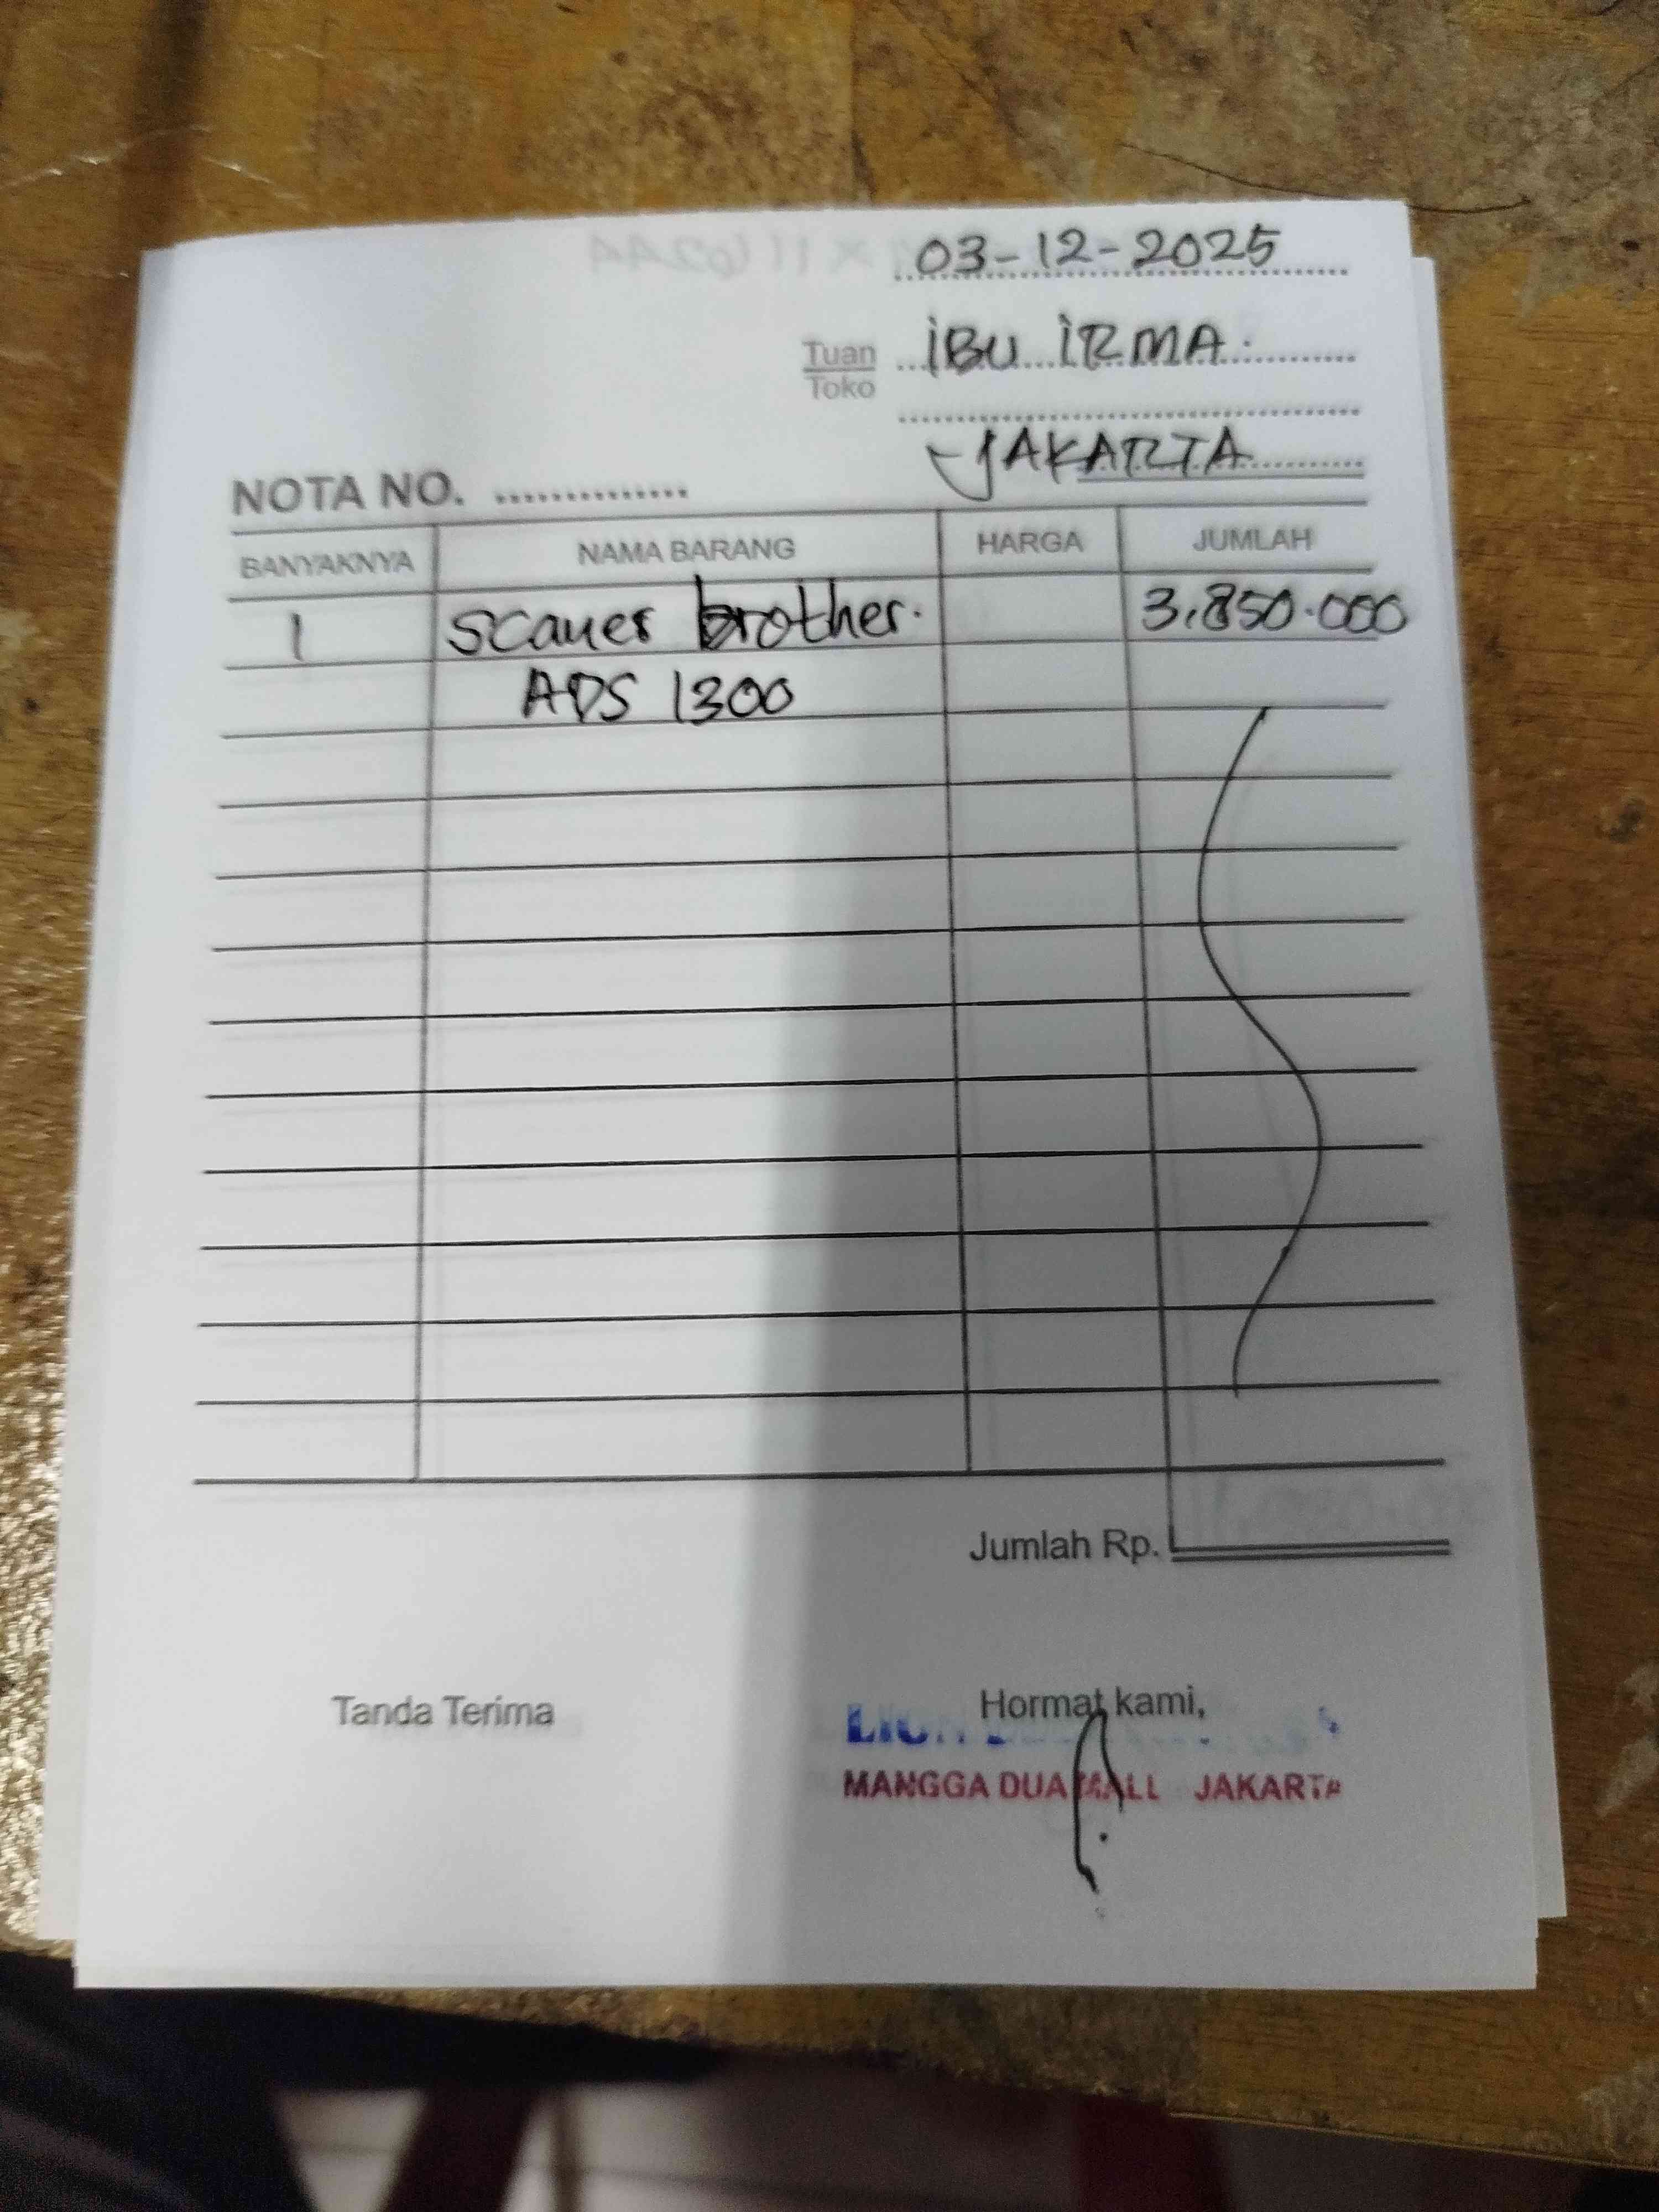 03-12-2025
Tuan IBU IRMA.
Toko
JAKARTA
NOTA NO. ..............
BANYAKNYA NAMA BARANG HARGA JUMLAH
1 scaner brother. 3.850.000
ADS 1300
Jumlah Rp.
Tanda Terima Hormat kami,
MANGGA DUA MALL JAKARTA